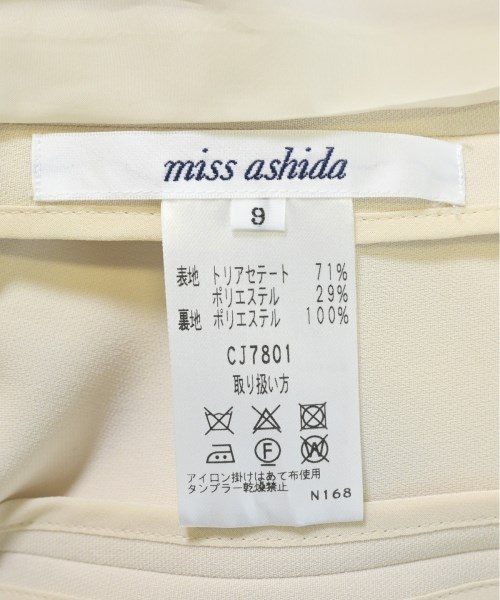 miss ashida
9
表地 トリアセテート 71%
ポリエステル 29%
裏地 ポリエステル 100%
CJ7801
取り扱い方
F W
アイロン掛けはあて布使用
タンブラー乾燥禁止
N168